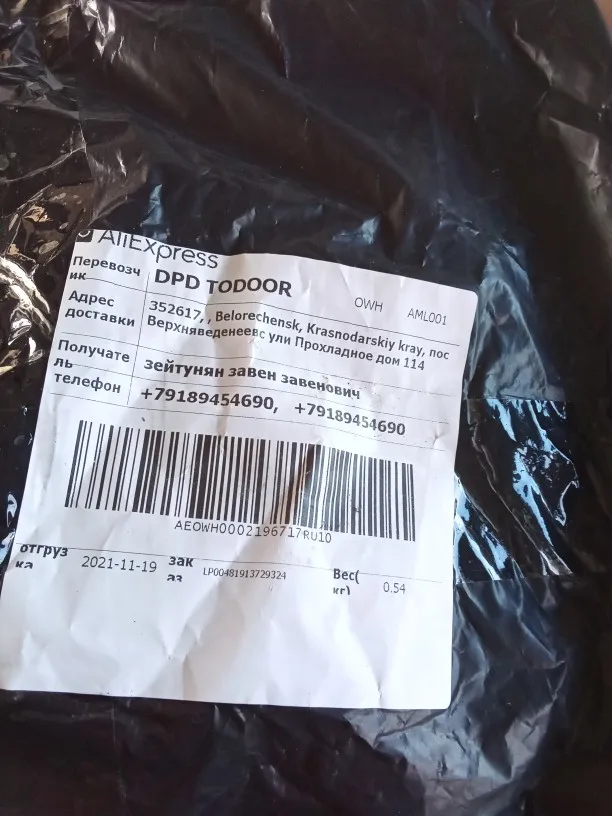 AliExpress
Перевозч
ик
DPD TODOOR
OWH
AML001
Адрес
доставки
352617, , Belorechensk, Krasnodarskiy kray, пос
Верхняведенеевс ули Прохладное дом 114
Получате
ль
зейтунян завен завенович
телефон
+79189454690, +79189454690
AEOWH0002196717RU10
отгруз
ка
2021-11-19
зак
аз
LP00481913729324
Вес(
кг)
0.54